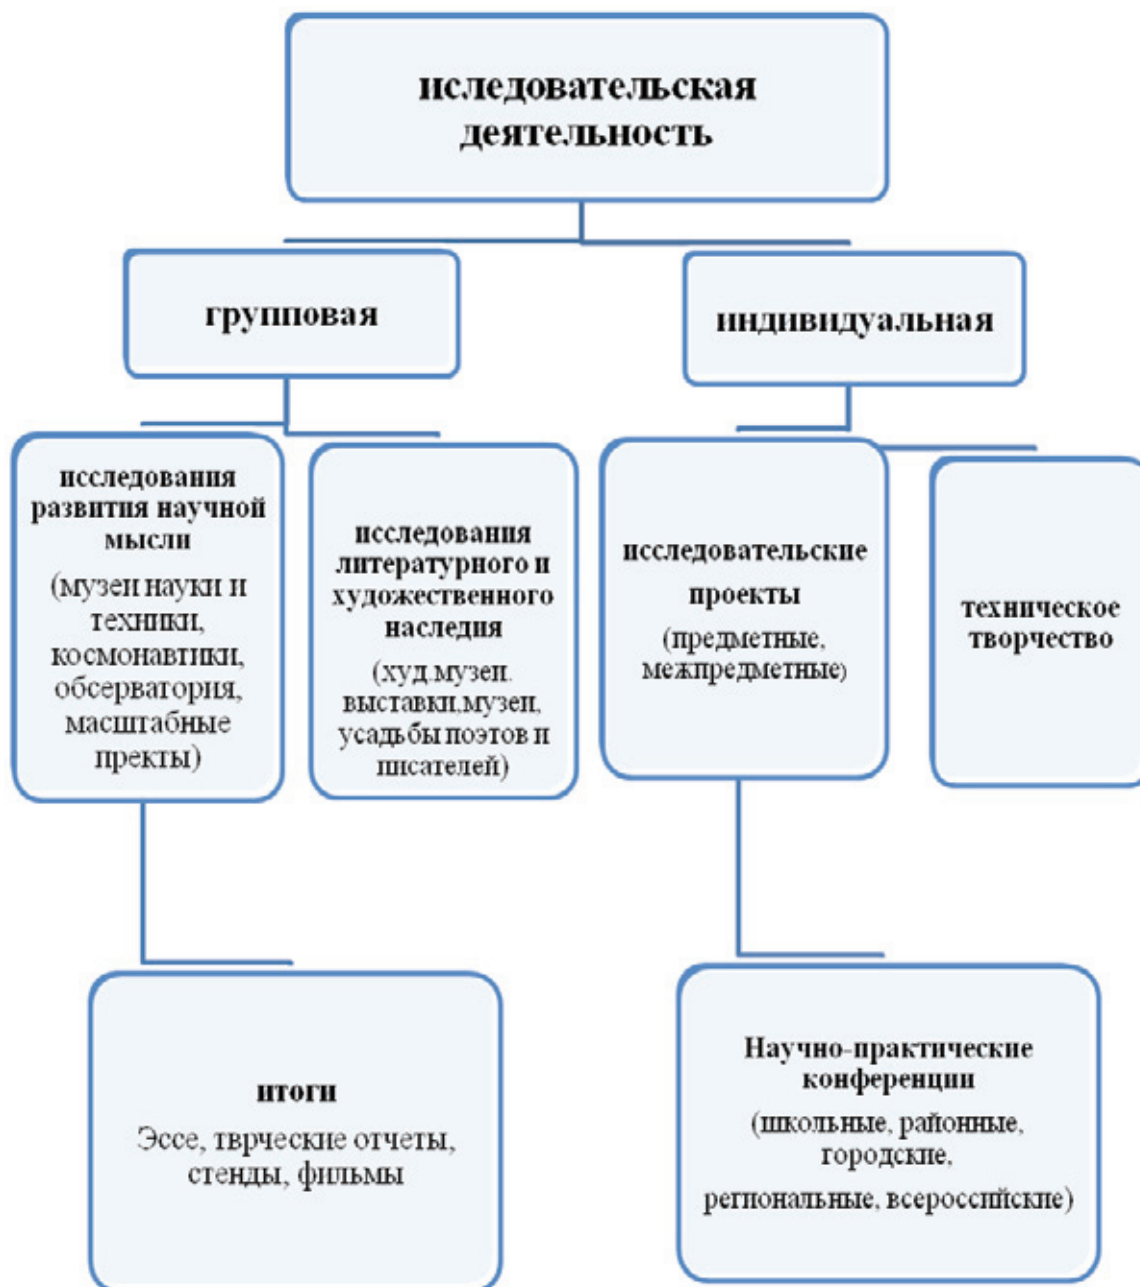 иследовательская
деятельность
групповая
индивидуальная
исследования
развития научной
мысли
(музеи науки и
техники,
космонавтики,
обсерватория,
масштабные
пректы)
исследования
литературного и
художественного
наследия
(худ.музеи.
выставки,музеи,
усадьбы поэтов и
писателей)
исследовательские
проекты
(предметные,
межпредметные)
техническое
творчество
итоги
Эссе, тврческие отчеты,
стенды, фильмы
Научно-практические
конференции
(школьные, районные,
городские,
региональные, всероссийские)